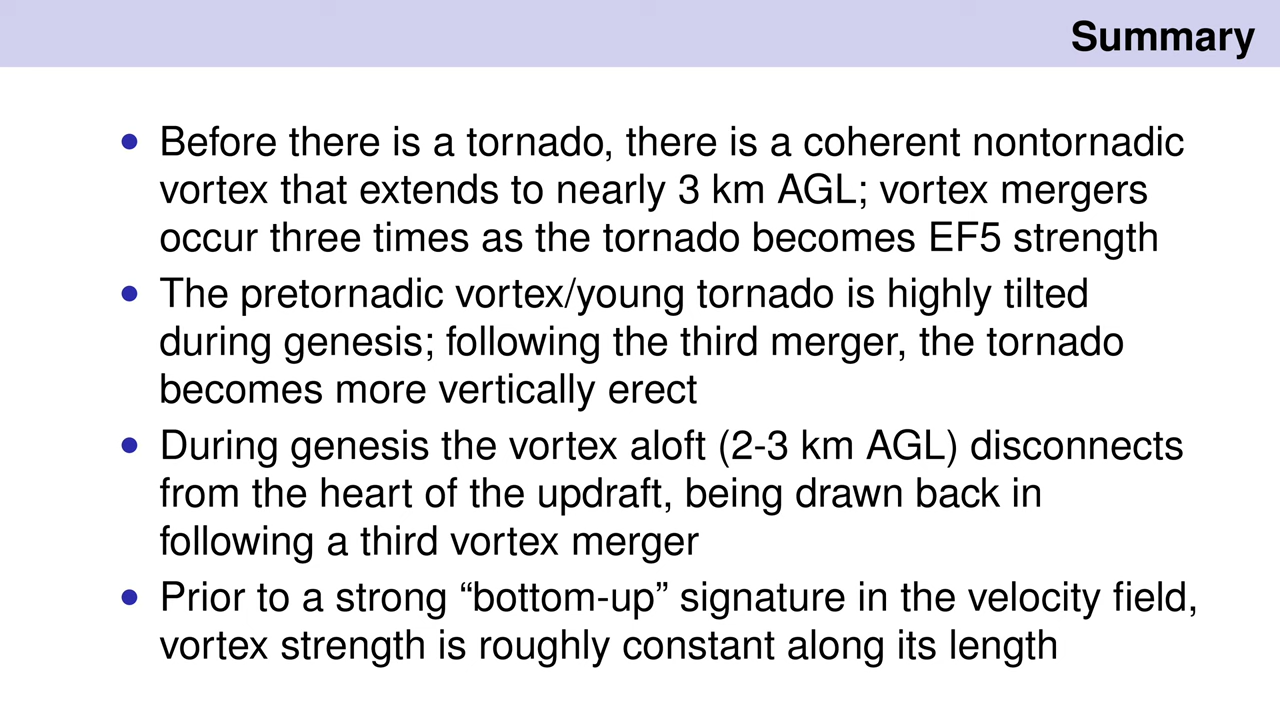 Summary
• Before there is a tornado, there is a coherent nontornadic
vortex that extends to nearly 3 km AGL; vortex mergers
occur three times as the tornado becomes EF5 strength
• The pretornadic vortex/young tornado is highly tilted
during genesis; following the third merger, the tornado
becomes more vertically erect
• During genesis the vortex aloft (2-3 km AGL) disconnects
from the heart of the updraft, being drawn back in
following a third vortex merger
• Prior to a strong “bottom-up” signature in the velocity field,
vortex strength is roughly constant along its length